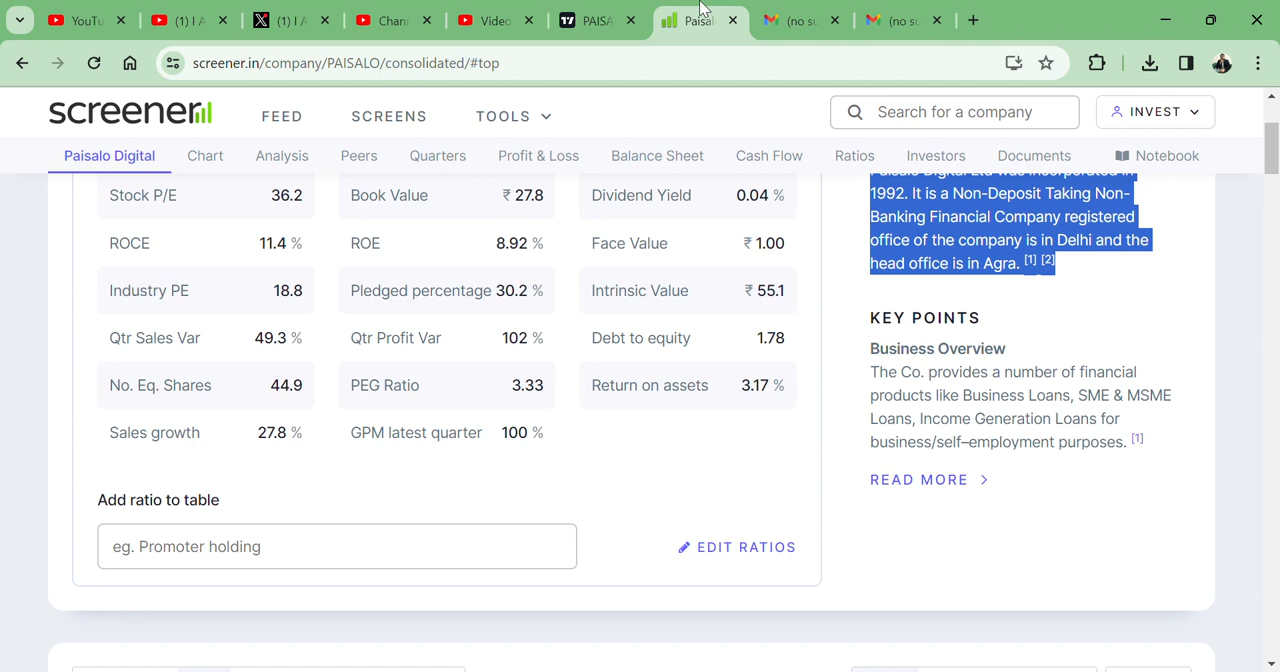 YouTu
(1) I A
(1) I A
Chann
Video
PAISA
Paisal
(no su
(no su
screener.in/company/PAISALO/consolidated/#top
screener
FEED
SCREENS
TOOLS
Search for a company
INVEST
Paisalo Digital
Chart
Analysis
Peers
Quarters
Profit & Loss
Balance Sheet
Cash Flow
Ratios
Investors
Documents
Notebook
Stock P/E 36.2
Book Value ₹ 27.8
Dividend Yield 0.04 %
ROCE 11.4 %
ROE 8.92 %
Face Value ₹ 1.00
Industry PE 18.8
Pledged percentage 30.2 %
Intrinsic Value ₹ 55.1
Qtr Sales Var 49.3 %
Qtr Profit Var 102 %
Debt to equity 1.78
No. Eq. Shares 44.9
PEG Ratio 3.33
Return on assets 3.17 %
Sales growth 27.8 %
GPM latest quarter 100 %
Add ratio to table
eg. Promoter holding
EDIT RATIOS
Paisalo Digital Ltd was incorporated in
1992. It is a Non-Deposit Taking Non-
Banking Financial Company registered
office of the company is in Delhi and the
head office is in Agra. [1] [2]
KEY POINTS
Business Overview
The Co. provides a number of financial
products like Business Loans, SME & MSME
Loans, Income Generation Loans for
business/self–employment purposes. [1]
READ MORE